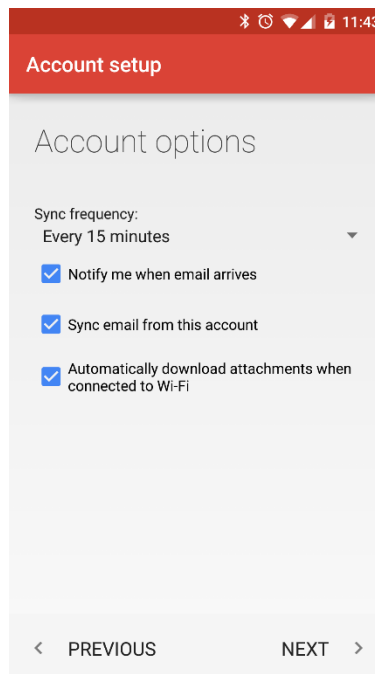 11:43
Account setup
Account options
Sync frequency:
Every 15 minutes
Notify me when email arrives
Sync email from this account
Automatically download attachments when
connected to Wi-Fi
PREVIOUS
NEXT